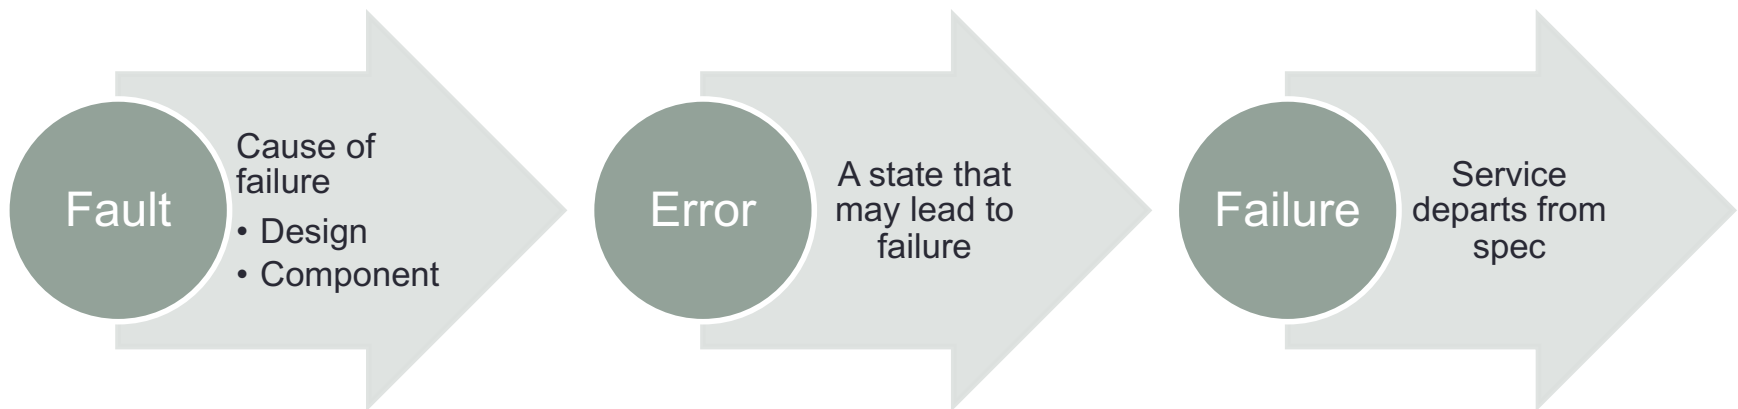 Fault
Cause of
failure
• Design
• Component
Error
A state that
may lead to
failure
Failure
Service
departs from
spec